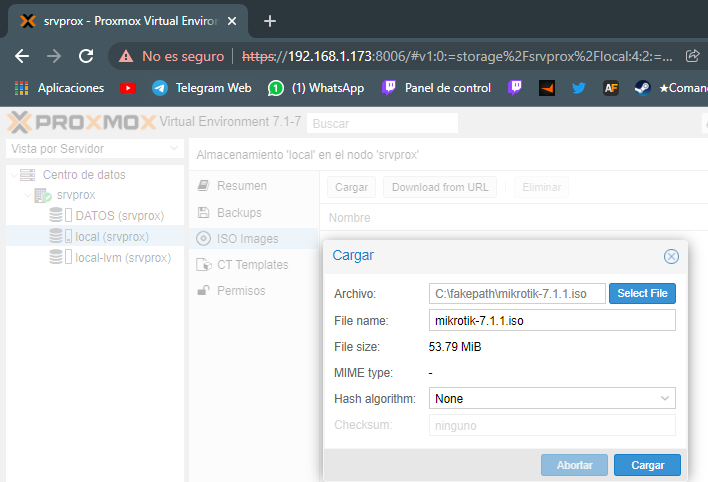 srvprox - Proxmox Virtual Environ
No es seguro https://192.168.1.173:8006/#v1:0:=storage%2Fsrvprox%2Flocal:4:2:=...
Aplicaciones Telegram Web (1) WhatsApp Panel de control AF ★Coman
PROXMOX Virtual Environment 7.1-7 Buscar
Vista por Servidor
Almacenamiento 'local' en el nodo 'srvprox'
Centro de datos
srvprox
DATOS (srvprox)
local (srvprox)
local-lvm (srvprox)
Resumen
Backups
ISO Images
CT Templates
Permisos
Cargar Download from URL Eliminar
Nombre
Cargar
Archivo: C:\fakepath\mikrotik-7.1.1.iso Select File
File name: mikrotik-7.1.1.iso
File size: 53.79 MiB
MIME type: -
Hash algorithm: None
Checksum: ninguno
Abortar Cargar